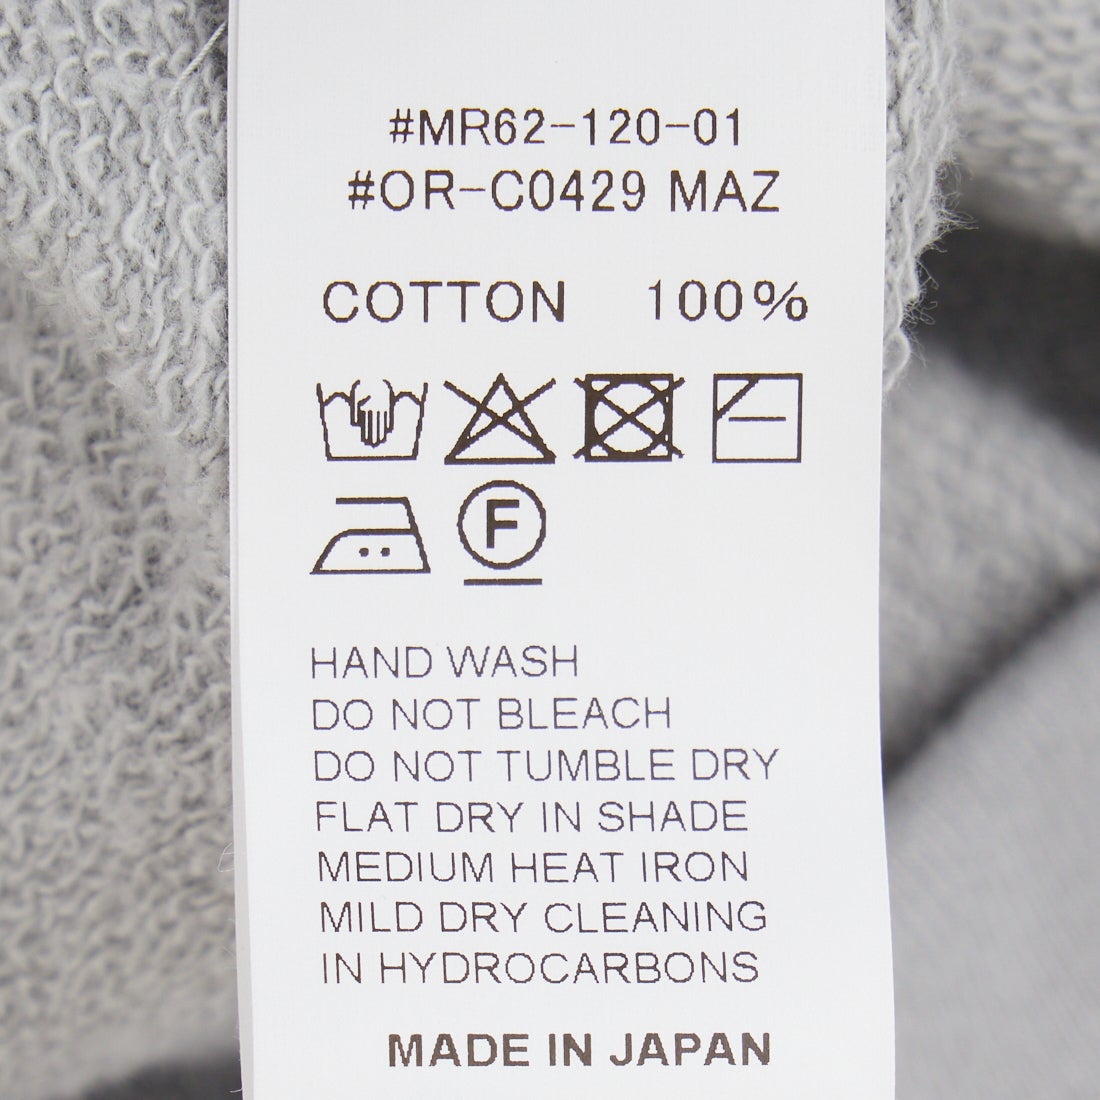 #MR62-120-01
#OR-C0429 MAZ
COTTON 100%
F
HAND WASH
DO NOT BLEACH
DO NOT TUMBLE DRY
FLAT DRY IN SHADE
MEDIUM HEAT IRON
MILD DRY CLEANING
IN HYDROCARBONS
MADE IN JAPAN